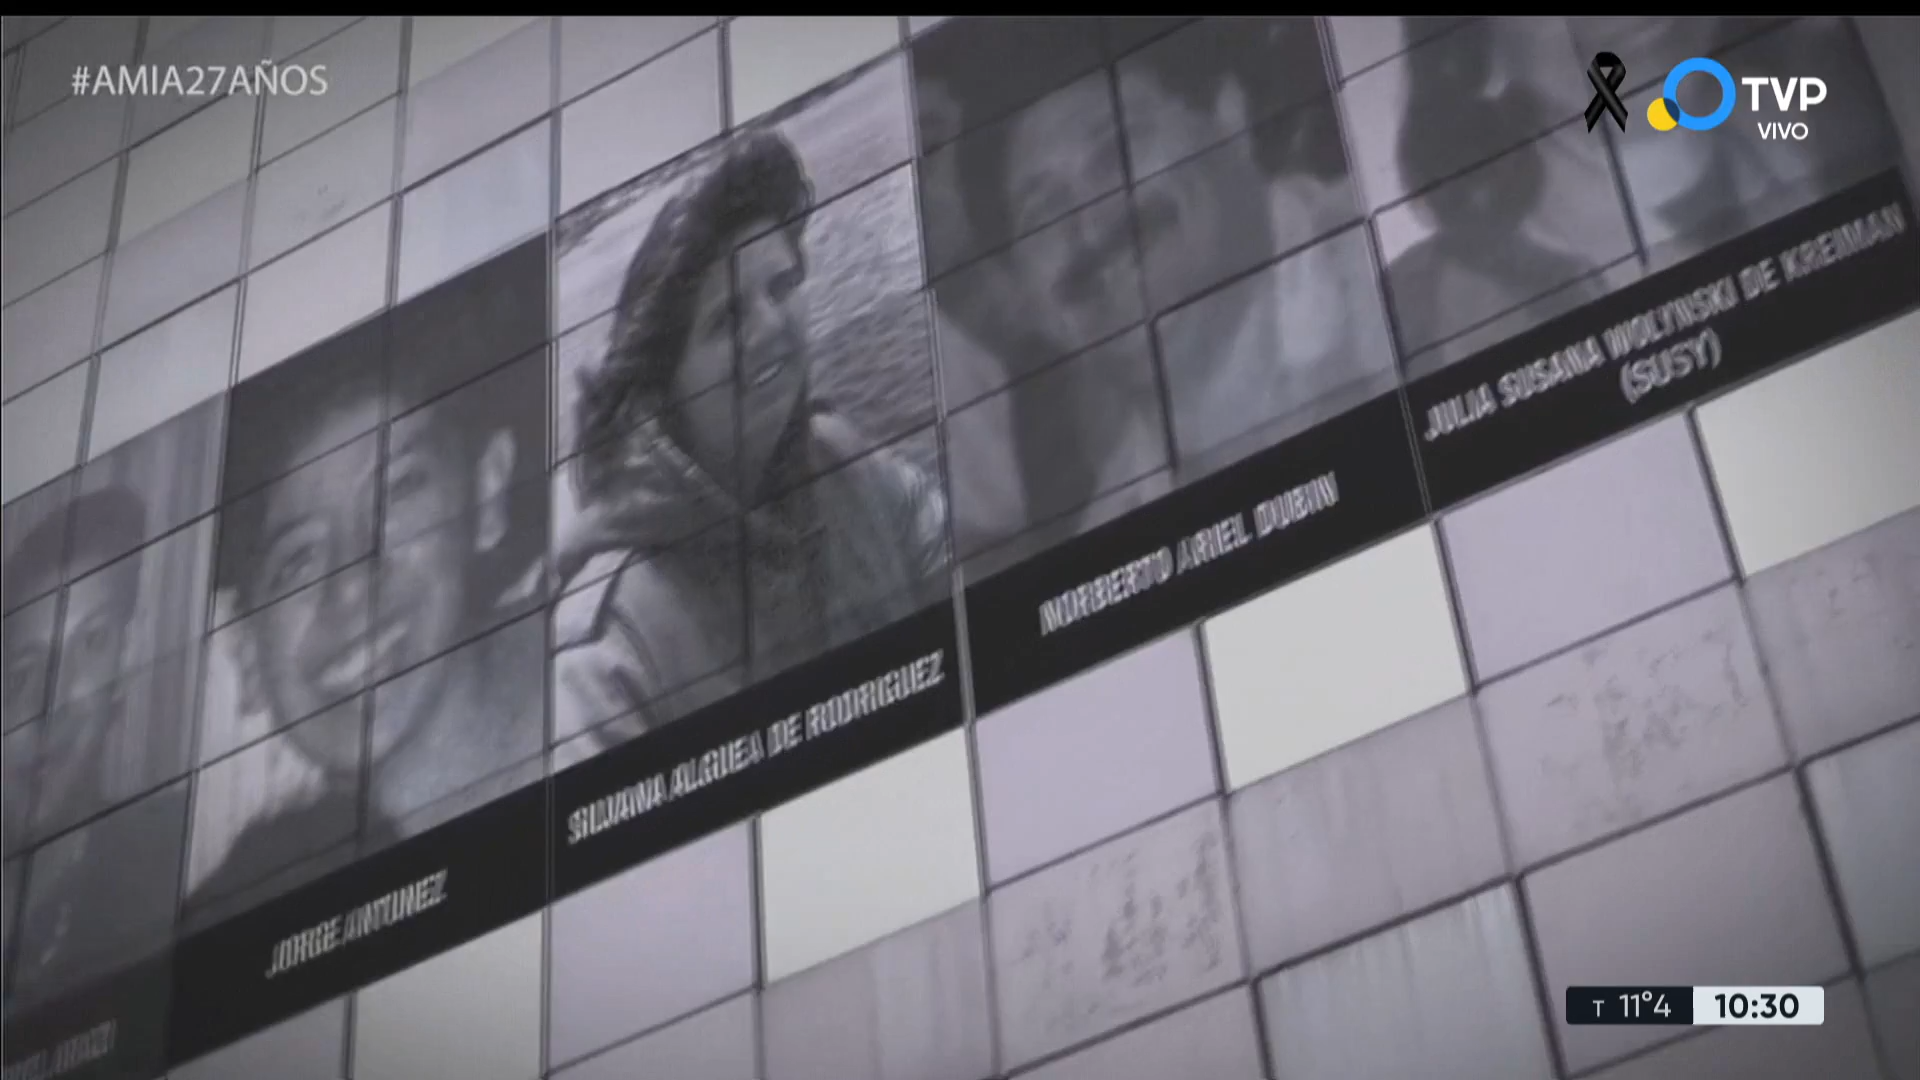 #AMIA27AÑOS
TVP
VIVO
JULIA SUSANA WOLYNSKI DE KREIMAN
(SUSY)
NORBERTO ARIEL DUBIN
SILVANA ALGUEA DE RODRIGUEZ
JORGE ANTUNEZ
T 11°4 10:30